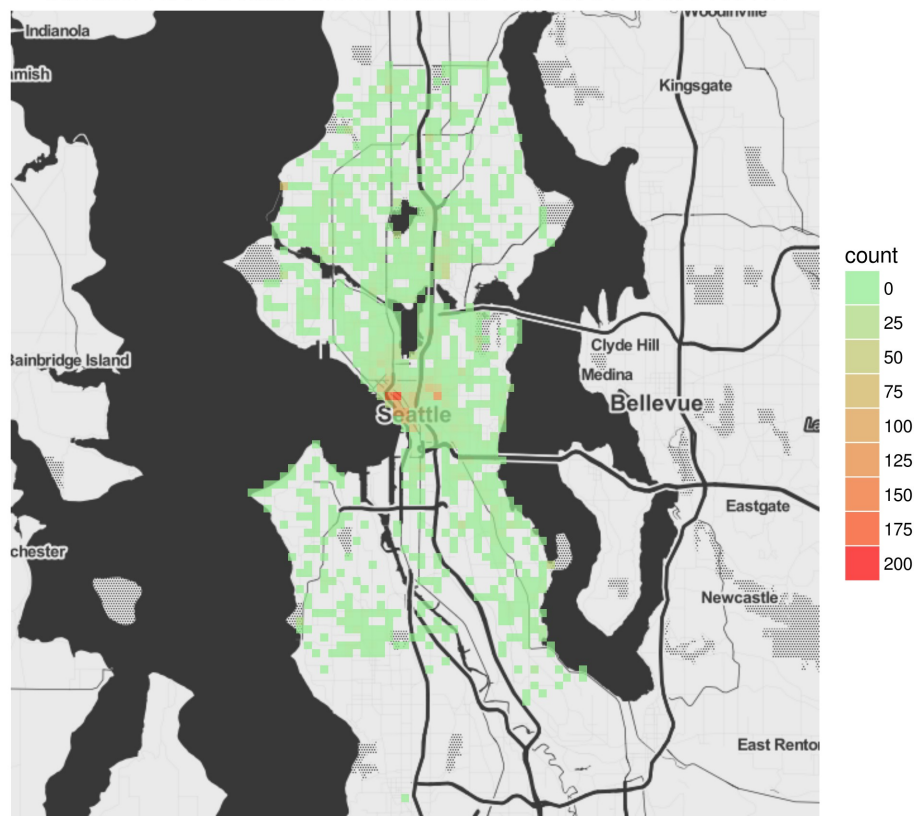 Woodinville
Indianola
amish
Kingsgate
Clyde Hill
Bainbridge Island
Medina
Bellevue
Seattle
La
Eastgate
chester
Newcastle
East Rento
count
0
25
50
75
100
125
150
175
200